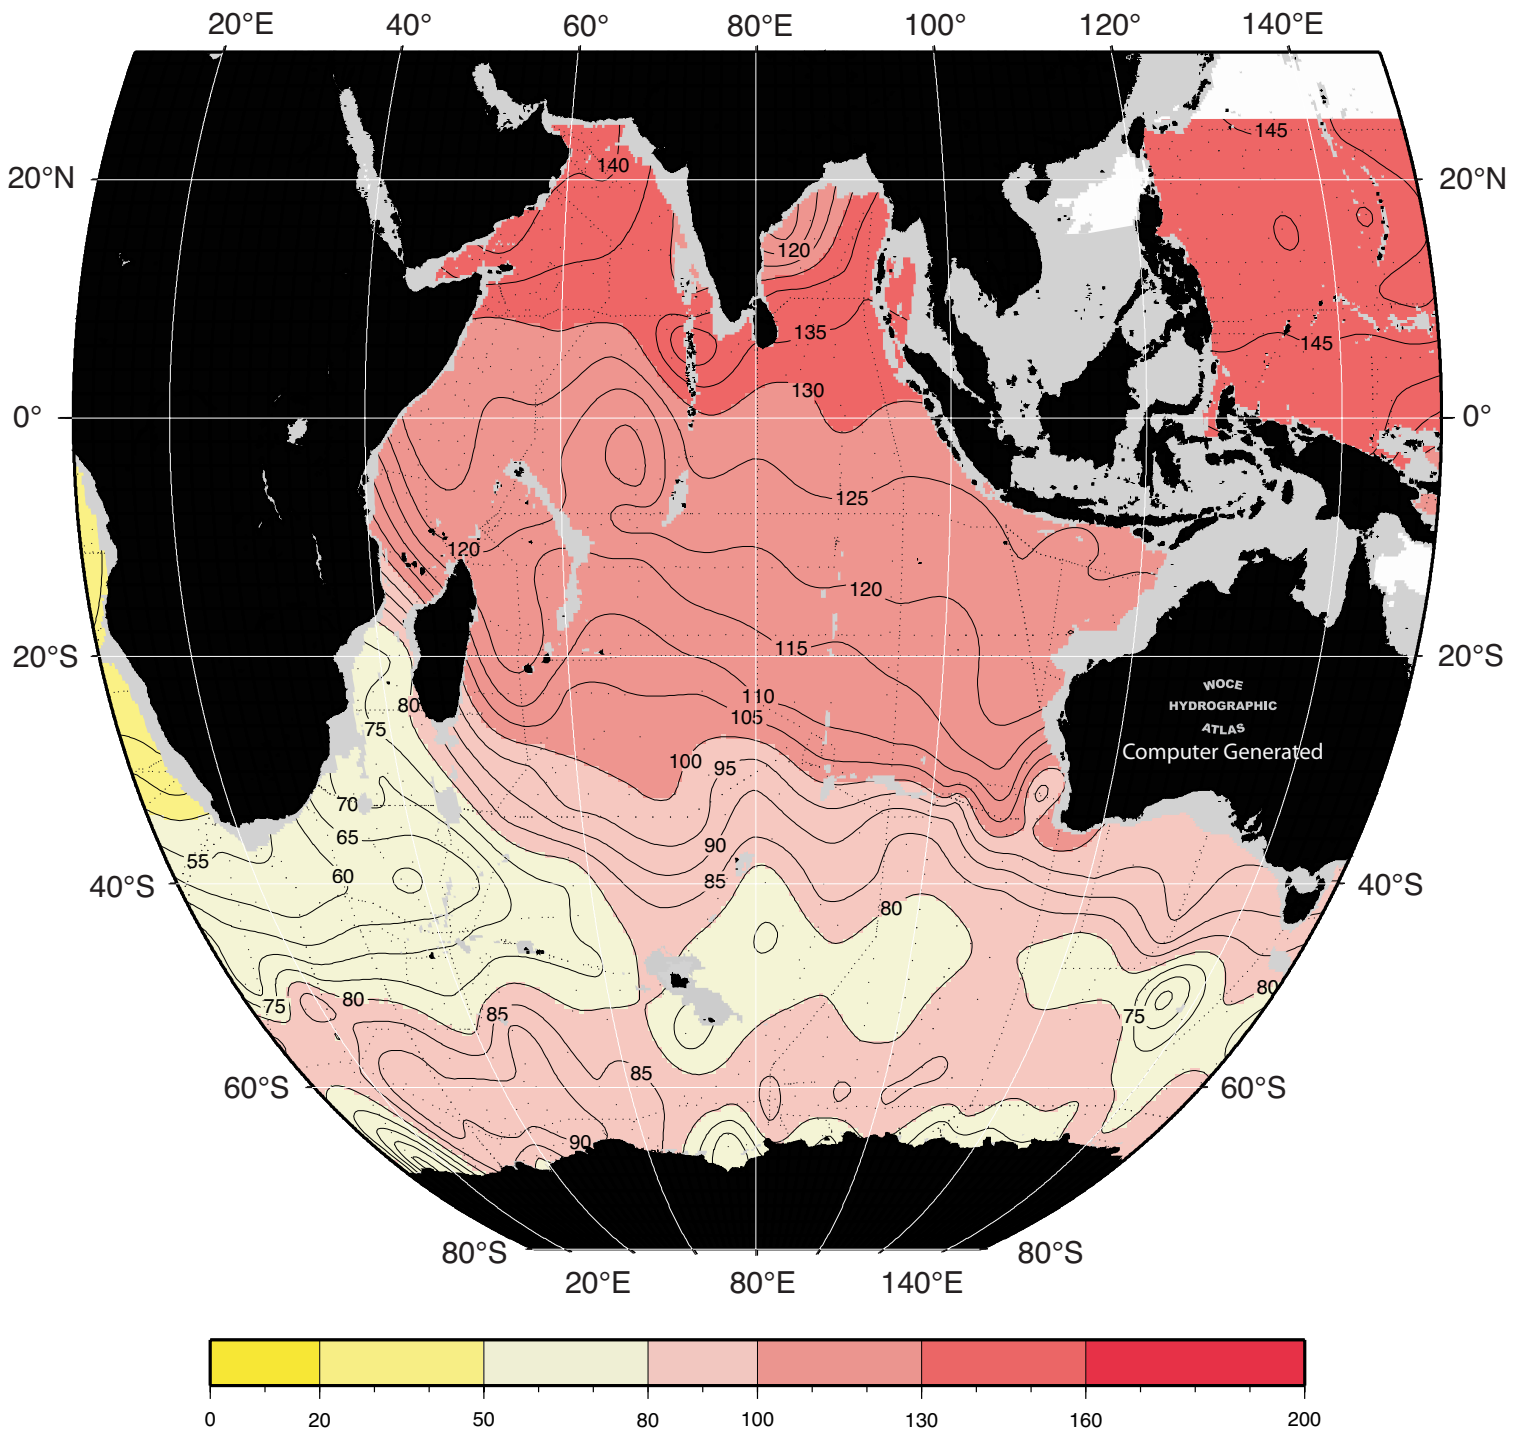 20°E 40° 60° 80°E 100° 120° 140°E
145
140
20°N 20°N
120
135
145
130
0° 0°
125
120
120
115
20°S 20°S
WOCE
HYDROGRAPHIC
ATLAS
Computer Generated
110
80
105
75
100
95
70
65
90
55
60
85
40°S 40°S
80
80
75
80
85
75
85
60°S 60°S
90
80°S 80°S
20°E 80°E 140°E
0 20 50 80 100 130 160 200